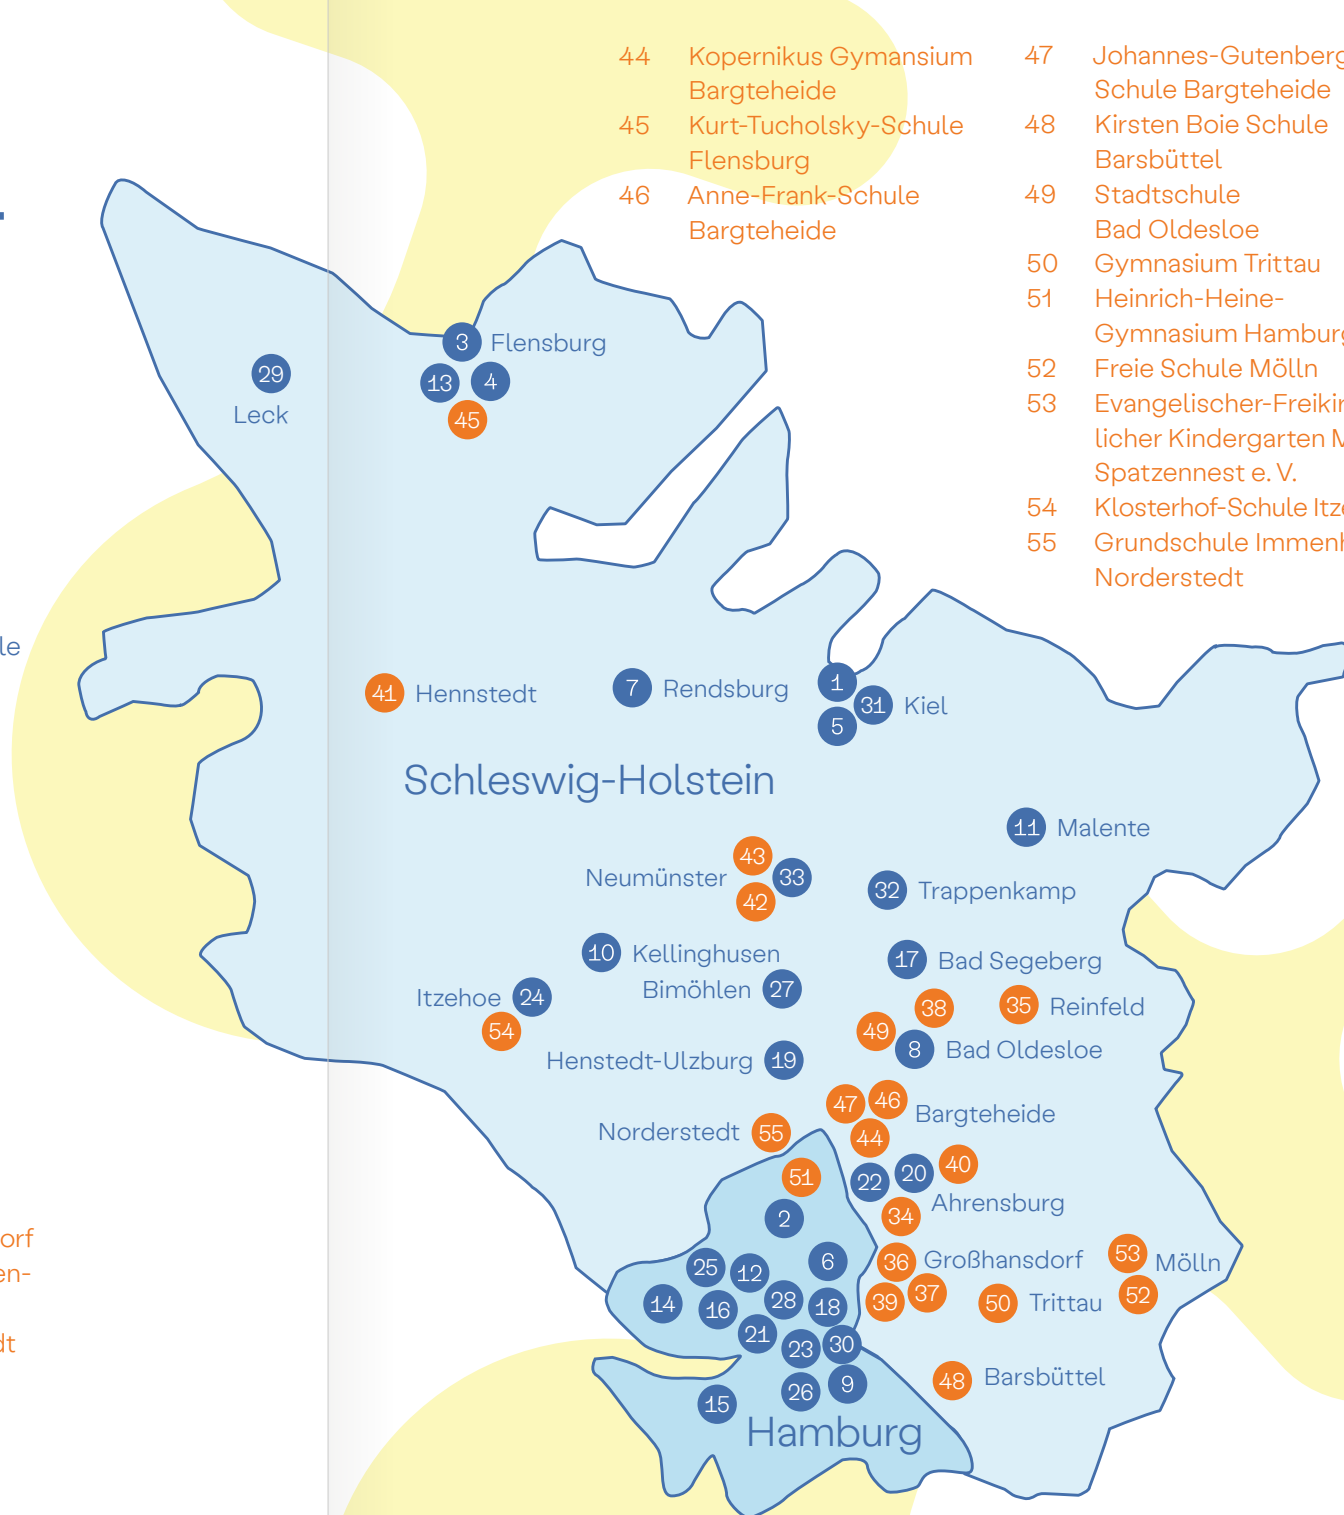 44 Kopernikus Gymansium
Bargteheide
45 Kurt-Tucholsky-Schule
Flensburg
46 Anne-Frank-Schule
Bargteheide
47 Johannes-Gutenberg
Schule Bargteheide
48 Kirsten Boie Schule
Barsbüttel
49 Stadtschule
Bad Oldesloe
50 Gymnasium Trittau
51 Heinrich-Heine-
Gymnasium Hamburg
52 Freie Schule Mölln
53 Evangelischer-Freikir
licher Kindergarten
Spatzennest e. V.
54 Klosterhof-Schule Itze
55 Grundschule Immenh
Norderstedt
3 Flensburg
13 4
45
29
Leck
le
41 Hennstedt
7 Rendsburg
1
31 Kiel
5
Schleswig-Holstein
11 Malente
43
Neumünster 33
42
32 Trappenkamp
10 Kellinghusen
17 Bad Segeberg
Bimöhlen 27
Itzehoe 24
54
38
35 Reinfeld
49
8 Bad Oldesloe
Henstedt-Ulzburg 19
47 46
Bargteheide
44
Norderstedt 55
51
22 20 40
Ahrensburg
34
2
orf
en-
dt
25 12 6
36 Großhansdorf
53 Mölln
14 16 28 18
39 37
50 Trittau
52
21 23 30
48 Barsbüttel
15 26 9
Hamburg